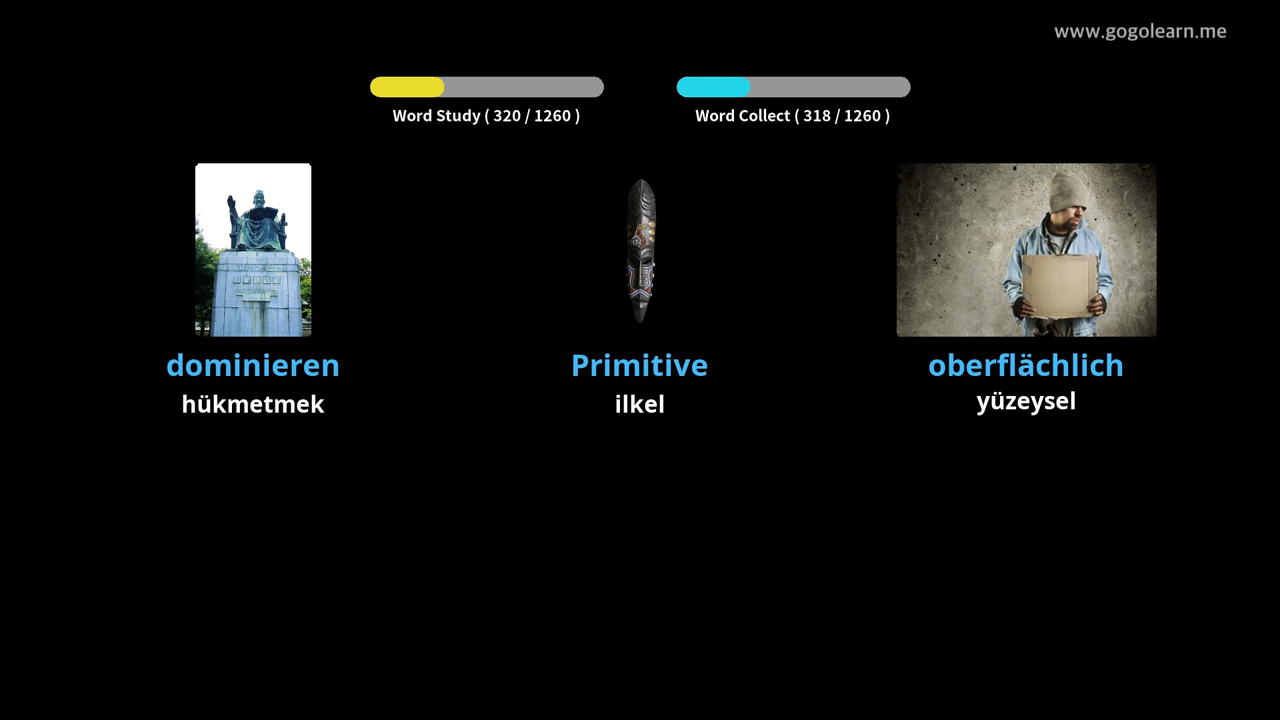 www.gogolearn.me
Word Study ( 320 / 1260 )
Word Collect ( 318 / 1260 )
dominieren
Primitive
oberflächlich
hükmetmek
ilkel
yüzeysel